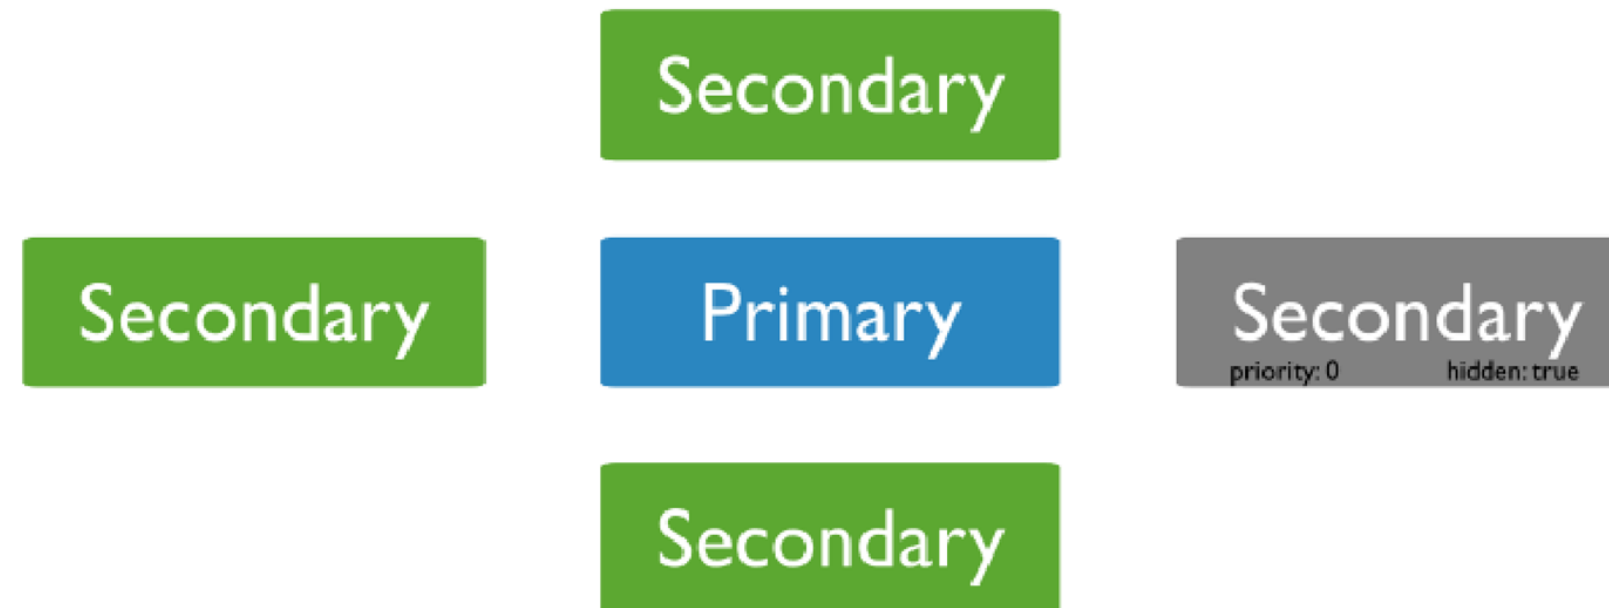 Secondary
Secondary
Primary
Secondary
priority: 0
hidden: true
Secondary